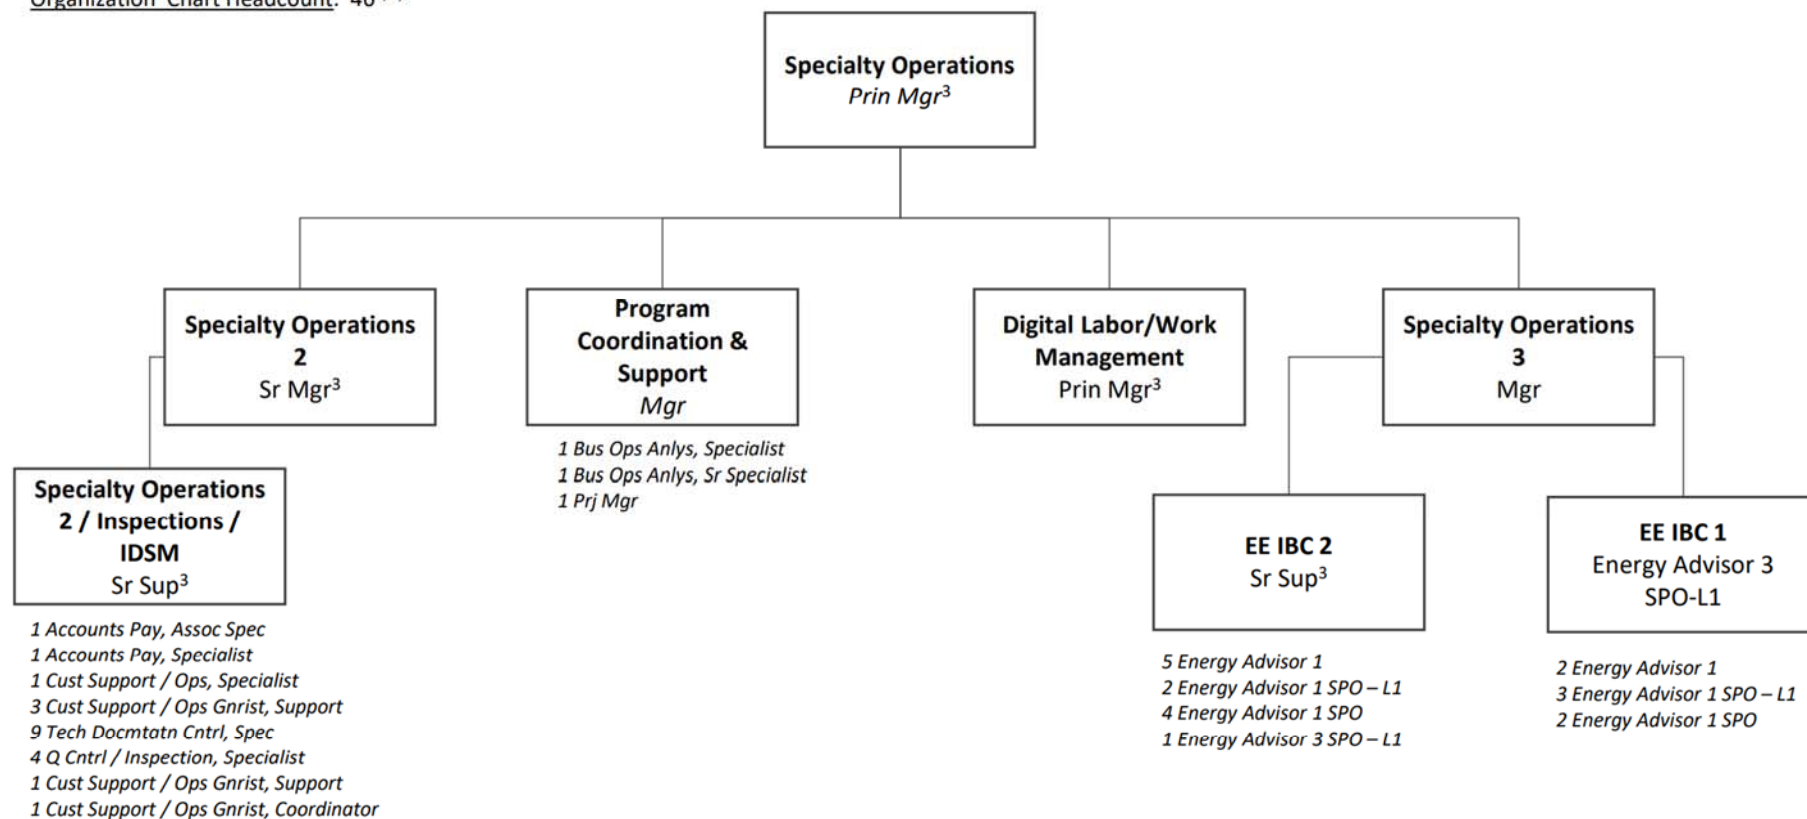 Organization Chart Headcount: 46
Specialty Operations
Prin Mgr³
Specialty Operations
2
Sr Mgr³
Program
Coordination &
Support
Mgr
1 Bus Ops Anlys, Specialist
1 Bus Ops Anlys, Sr Specialist
1 Prj Mgr
Digital Labor/Work
Management
Prin Mgr³
Specialty Operations
3
Mgr
Specialty Operations
2 / Inspections /
IDSM
Sr Sup³
1 Accounts Pay, Assoc Spec
1 Accounts Pay, Specialist
1 Cust Support / Ops, Specialist
3 Cust Support / Ops Gnrist, Support
9 Tech Docmtatn Cntrl, Spec
4 Q Cntrl / Inspection, Specialist
1 Cust Support / Ops Gnrist, Support
1 Cust Support / Ops Gnrist, Coordinator
EE IBC 2
Sr Sup³
5 Energy Advisor 1
2 Energy Advisor 1 SPO – L1
4 Energy Advisor 1 SPO
1 Energy Advisor 3 SPO – L1
EE IBC 1
Energy Advisor 3
SPO-L1
2 Energy Advisor 1
3 Energy Advisor 1 SPO – L1
2 Energy Advisor 1 SPO